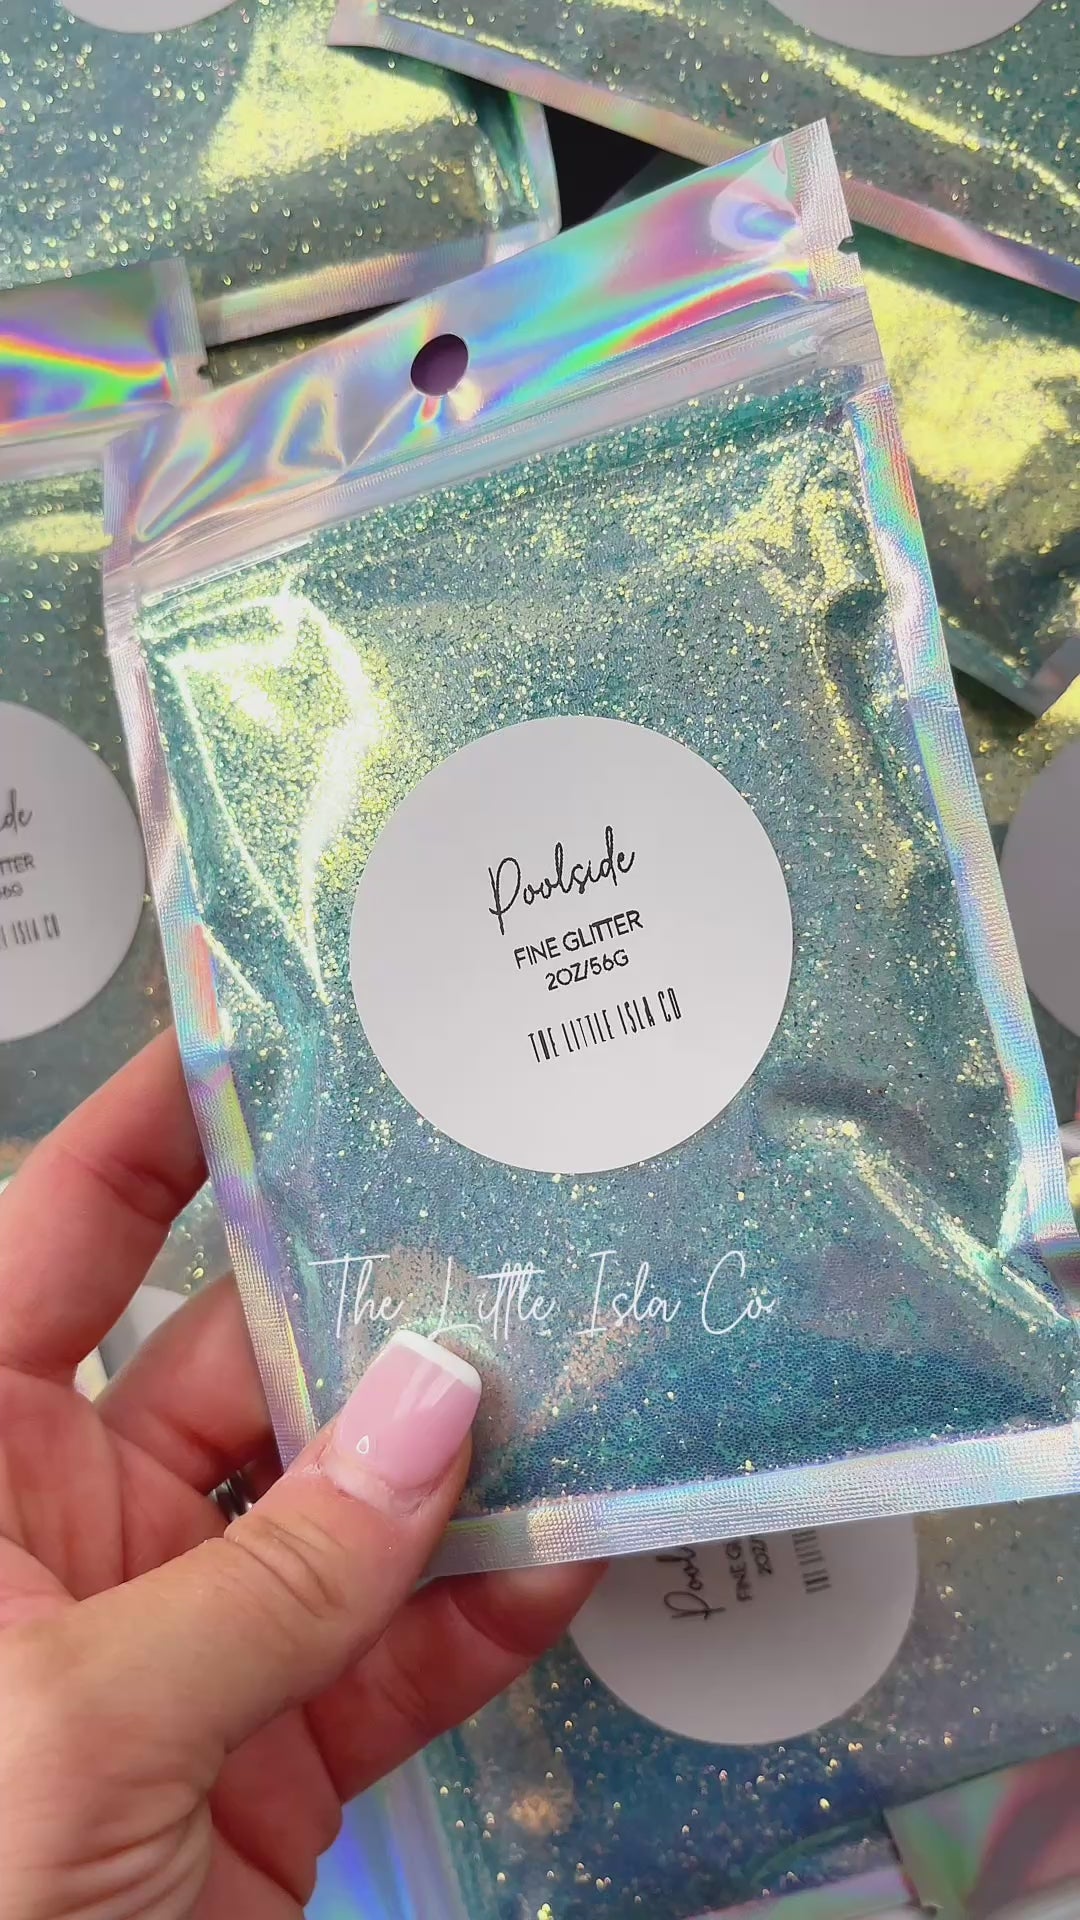 Poolside
FINE GLITTER
2OZ/56G
THE LITTLE ISLA CO
The Little Isla Co